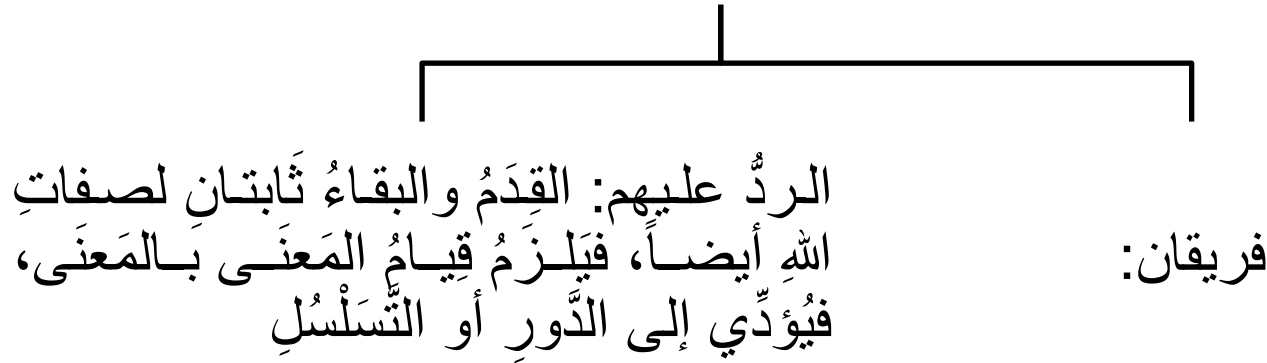 فريقان:
الردُّ عليهم: القِدَمُ والبقاءُ ثَابتانِ لصفاتِ
اللهِ أيضاً، فيَلزَمُ قِيامُ المَعنَى بالمَعنَى،
فيُؤدِّي إلى الدَّورِ أو التَّسَلْسُلِ